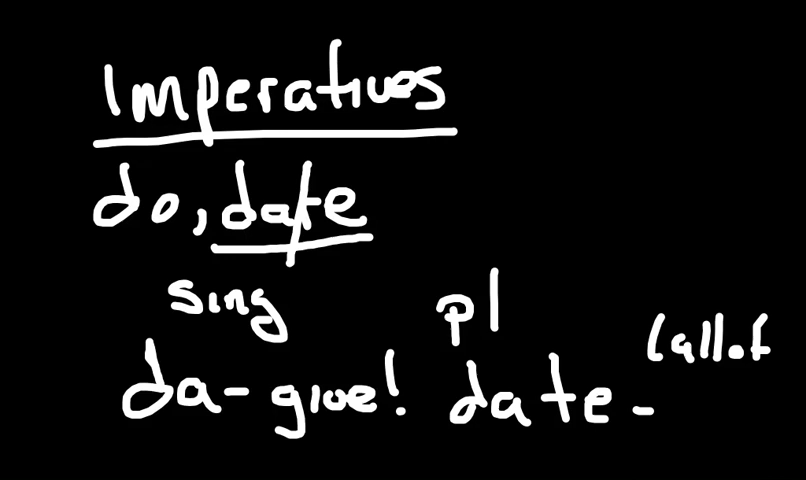 Imperatives
do, date
sing pl
(all of
da- give! date -